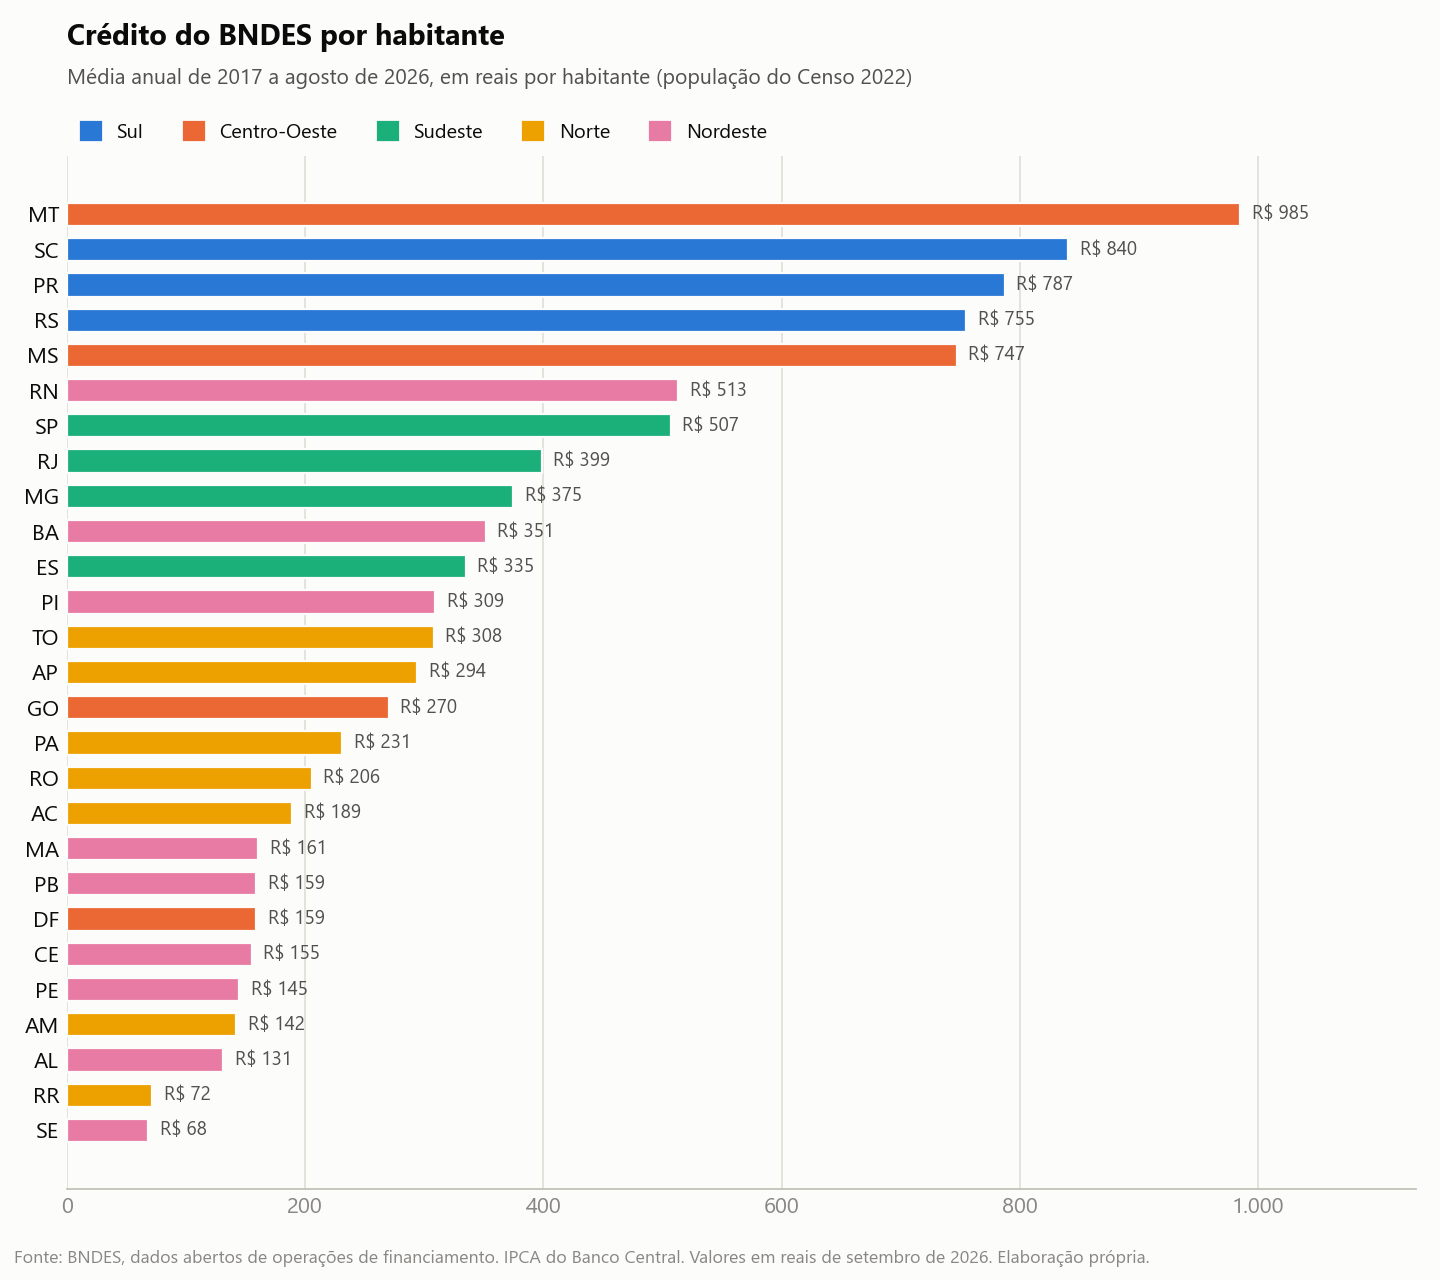 Crédito do BNDES por habitante
Média anual de 2017 a agosto de 2026, em reais por habitante (população do Censo 2022)
Sul Centro-Oeste Sudeste Norte Nordeste
MT R$ 985
SC R$ 840
PR R$ 787
RS R$ 755
MS R$ 747
RN R$ 513
SP R$ 507
RJ R$ 399
MG R$ 375
BA R$ 351
ES R$ 335
PI R$ 309
TO R$ 308
AP R$ 294
GO R$ 270
PA R$ 231
RO R$ 206
AC R$ 189
MA R$ 161
PB R$ 159
DF R$ 159
CE R$ 155
PE R$ 145
AM R$ 142
AL R$ 131
RR R$ 72
SE R$ 68
0 200 400 600 800 1.000
Fonte: BNDES, dados abertos de operações de financiamento. IPCA do Banco Central. Valores em reais de setembro de 2026. Elaboração própria.